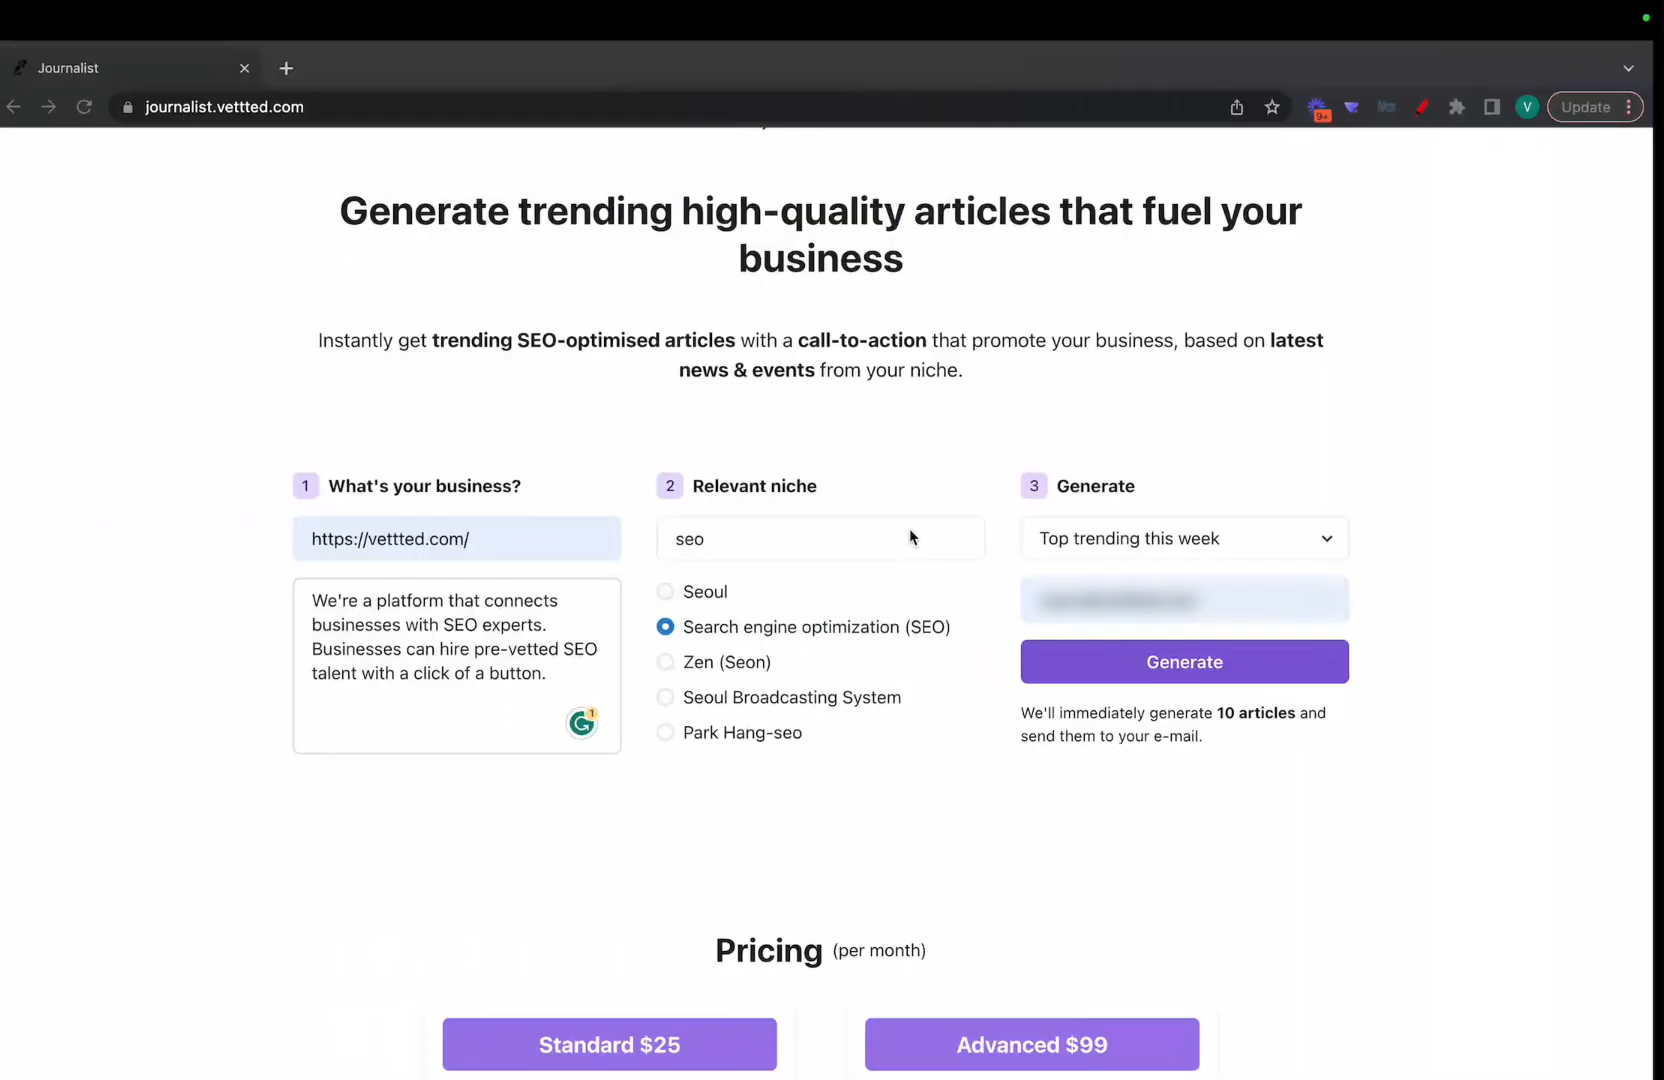 Journalist
journalist.vettted.com
9+
V
Update
Generate trending high-quality articles that fuel your
business
Instantly get trending SEO-optimised articles with a call-to-action that promote your business, based on latest
news & events from your niche.
1 What's your business?
https://vettted.com/
We're a platform that connects
businesses with SEO experts.
Businesses can hire pre-vetted SEO
talent with a click of a button.
1
2 Relevant niche
seo
Seoul
Search engine optimization (SEO)
Zen (Seon)
Seoul Broadcasting System
Park Hang-seo
3 Generate
Top trending this week
Generate
We'll immediately generate 10 articles and
send them to your e-mail.
Pricing (per month)
Standard $25
Advanced $99